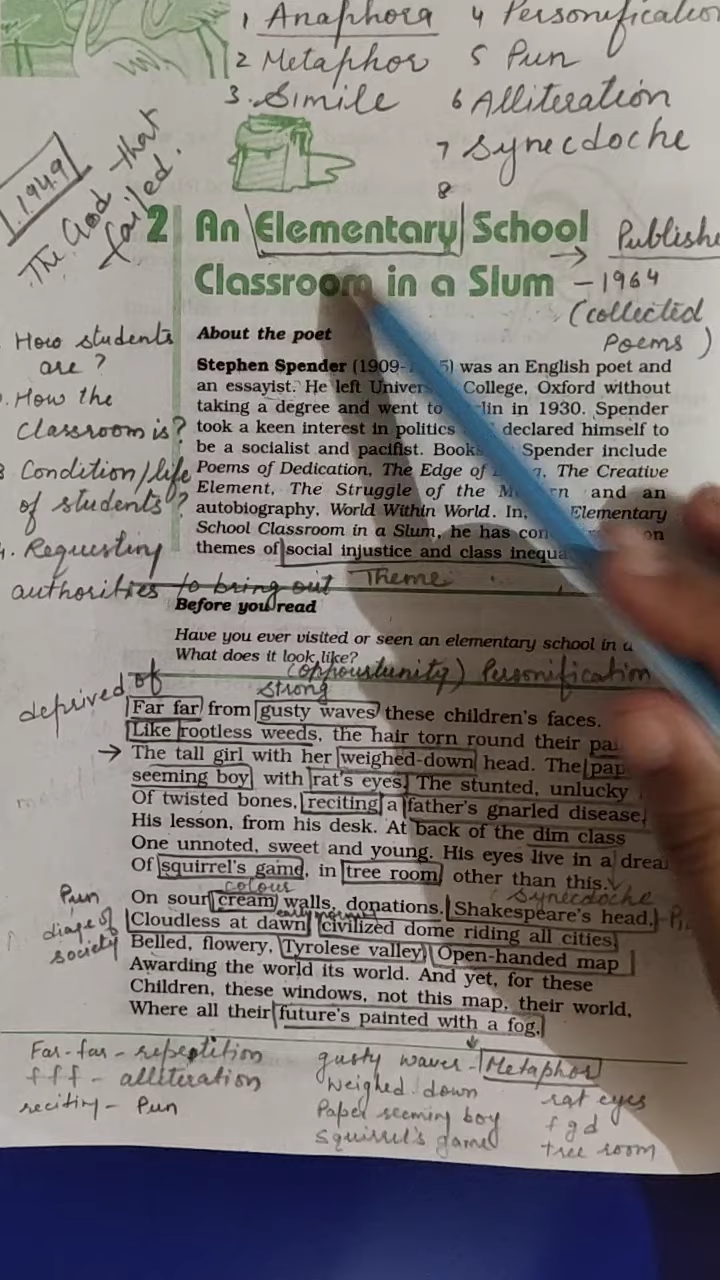 1 Anaphora 4 Personification
2 Metaphor 5 Pun
3. Simile 6 Alliteration
7 Synecdoche
8
1949
The God that failed.
2 An Elementary School
Classroom in a Slum
→ Publishe
- 1964
(collected
Poems)
How students
are?
. How the
classroom is?
3 Condition/life
of students?
4. Requesting
authorities to bring out
About the poet
Stephen Spender (1909- 5) was an English poet and
an essayist. He left Univer College, Oxford without
taking a degree and went to lin in 1930. Spender
took a keen interest in politics declared himself to
be a socialist and pacifist. Book Spender include
Poems of Dedication, The Edge of The Creative
Element, The Struggle of the M rn and an
autobiography, World Within World. In, Elementary
School Classroom in a Slum, he has con on
themes of social injustice and class inequa
Theme
Before you read
Have you ever visited or seen an elementary school in a
What does it look like?
(opportunity) Personification
deprived of
strong
Far far from gusty waves these children's faces.
Like rootless weeds, the hair torn round their pa
→ The tall girl with her weighed-down head. The pap
seeming boy with rat's eyes. The stunted, unlucky
Of twisted bones, reciting a father's gnarled disease,
His lesson, from his desk. At back of the dim class
One unnoted, sweet and young. His eyes live in a drea
Of squirrel's game, in tree room, other than this.
colour
synecdoche
Pun
On sour cream walls, donations. Shakespeare's head,
early morning
Cloudless at dawn, civilized dome riding all cities.
of
society
Belled, flowery, Tyrolese valley. Open-handed map
Awarding the world its world. And yet, for these
Children, these windows, not this map, their world,
Where all their future's painted with a fog,
Far-far - repetition
fff - alliteration
reciting - Pun
gusty waves - Metaphor
weighed down
Paper seeming boy
squirrel's game
rat eyes
f g d
tree room